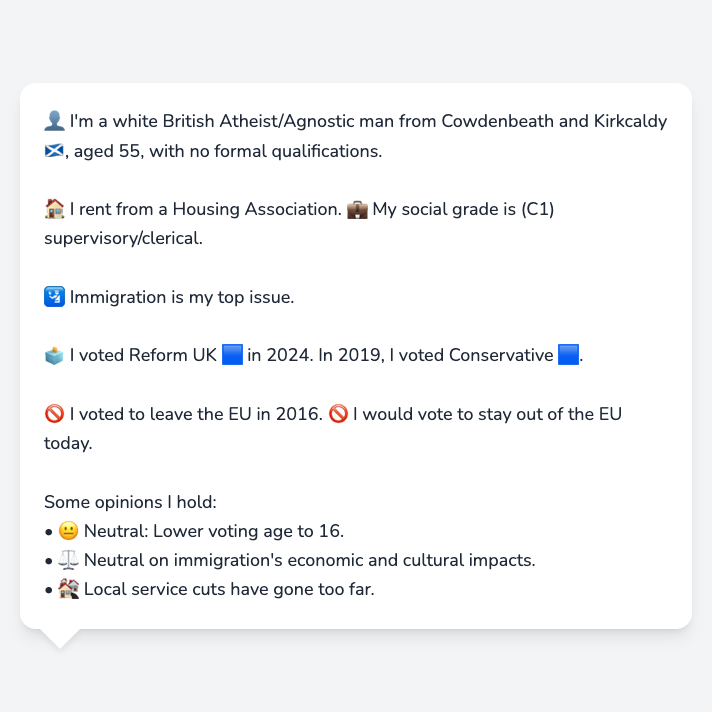 👤 I'm a white British Atheist/Agnostic man from Cowdenbeath and Kirkcaldy
🏴󠁧󠁢󠁳󠁣󠁴󠁿, aged 55, with no formal qualifications.
🏠 I rent from a Housing Association. 💼 My social grade is (C1)
supervisory/clerical.
🛂 Immigration is my top issue.
🗳️ I voted Reform UK 🟦 in 2024. In 2019, I voted Conservative 🟦.
🚫 I voted to leave the EU in 2016. 🚫 I would vote to stay out of the EU
today.
Some opinions I hold:
• 😐 Neutral: Lower voting age to 16.
• ⚖️ Neutral on immigration's economic and cultural impacts.
• 🏚️ Local service cuts have gone too far.